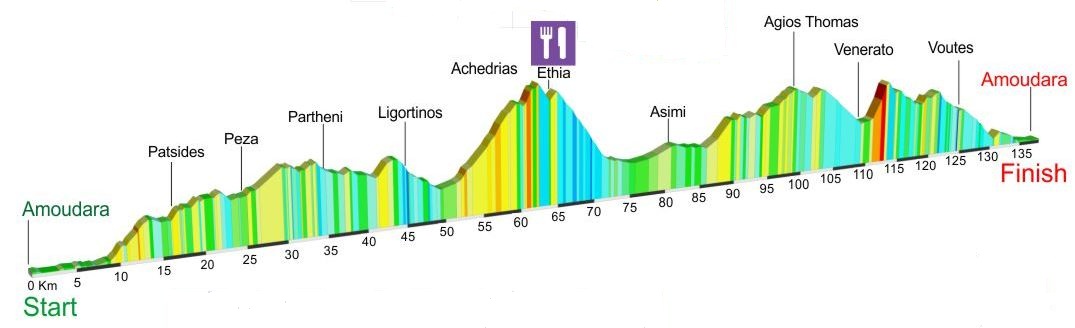 Agios Thomas
Venerato
Voutes
Achedrias
Ethia
Amoudara
Asimi
Ligortinos
Partheni
Peza
Patsides
Amoudara
0 Km
5
10
15
20
25
30
35
40
45
50
55
60
65
70
75
80
85
90
95
100
105
110
115
120
125
130
135
Start
Finish